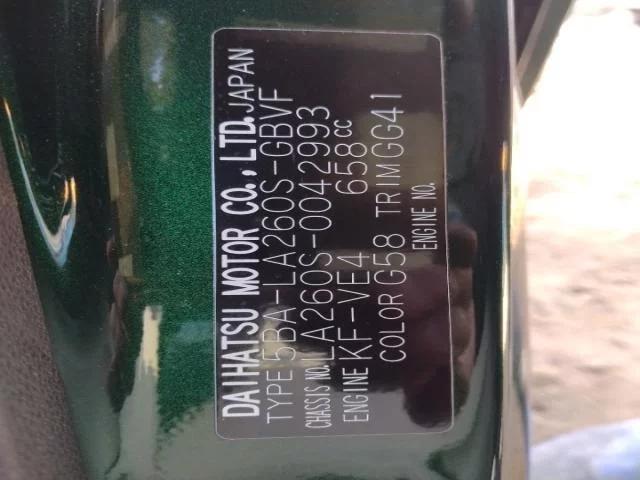 DAIHATSU MOTOR CO., LTD. JAPAN
TYPE 5BA-LA260S-GBVF
CHASSIS NO. LA260S-0042993
ENGINE KF-VE4 658CC
COLOR G58 TRIM GG41
ENGINE NO.